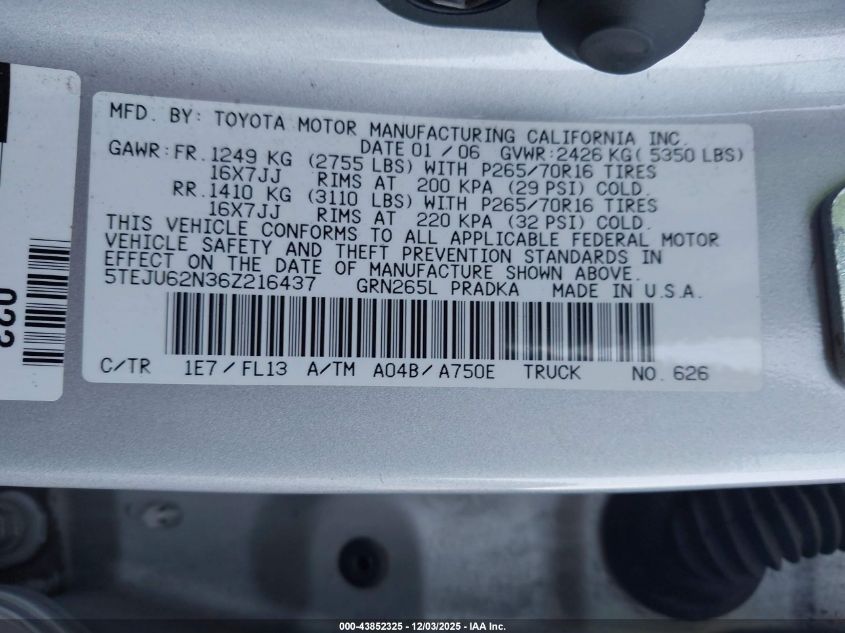 MFD. BY: TOYOTA MOTOR MANUFACTURING CALIFORNIA INC.
DATE 01 / 06 GVWR: 2426 KG ( 5350 LBS)
GAWR: FR. 1249 KG (2755 LBS) WITH P265/70R16 TIRES
16X7JJ RIMS AT 200 KPA (29 PSI) COLD.
RR. 1410 KG (3110 LBS) WITH P265/70R16 TIRES
16X7JJ RIMS AT 220 KPA (32 PSI) COLD.
THIS VEHICLE CONFORMS TO ALL APPLICABLE FEDERAL MOTOR
VEHICLE SAFETY AND THEFT PREVENTION STANDARDS IN
EFFECT ON THE DATE OF MANUFACTURE SHOWN ABOVE.
5TEJU62N36Z216437 GRN265L PRADKA MADE IN U.S.A.
C/TR 1E7 / FL13 A/TM A04B / A750E TRUCK NO. 626
022
000-43852325 - 12/03/2025 - IAA Inc.